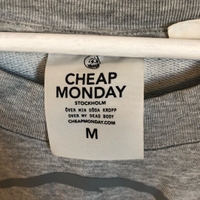 CHEAP
MONDAY
STOCKHOLM
ÖVER MIN DÖDA KROPP
OVER MY DEAD BODY
CHEAPMONDAY.COM
M